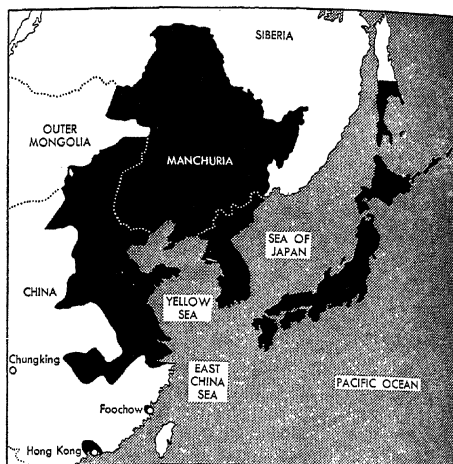 SIBERIA
OUTER
MONGOLIA
MANCHURIA
SEA OF
JAPAN
CHINA
YELLOW
SEA
Chungking
EAST
CHINA
SEA
PACIFIC OCEAN
Foochow
Hong Kong